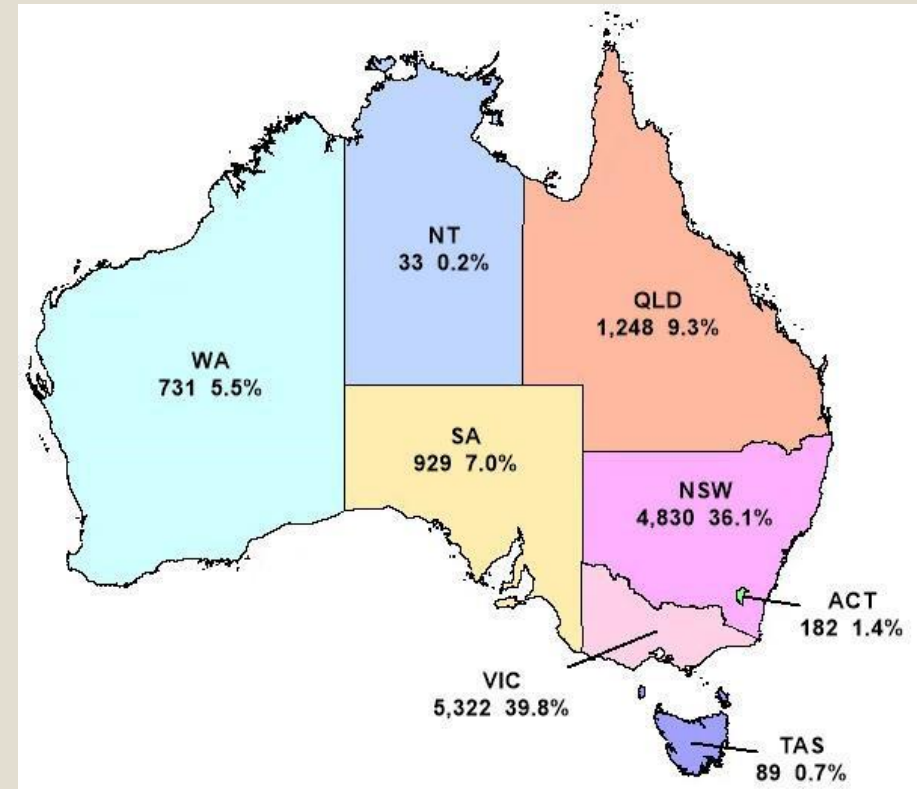 NT
33 0.2%
QLD
1,248 9.3%
WA
731 5.5%
SA
929 7.0%
NSW
4,830 36.1%
ACT
182 1.4%
VIC
5,322 39.8%
TAS
89 0.7%